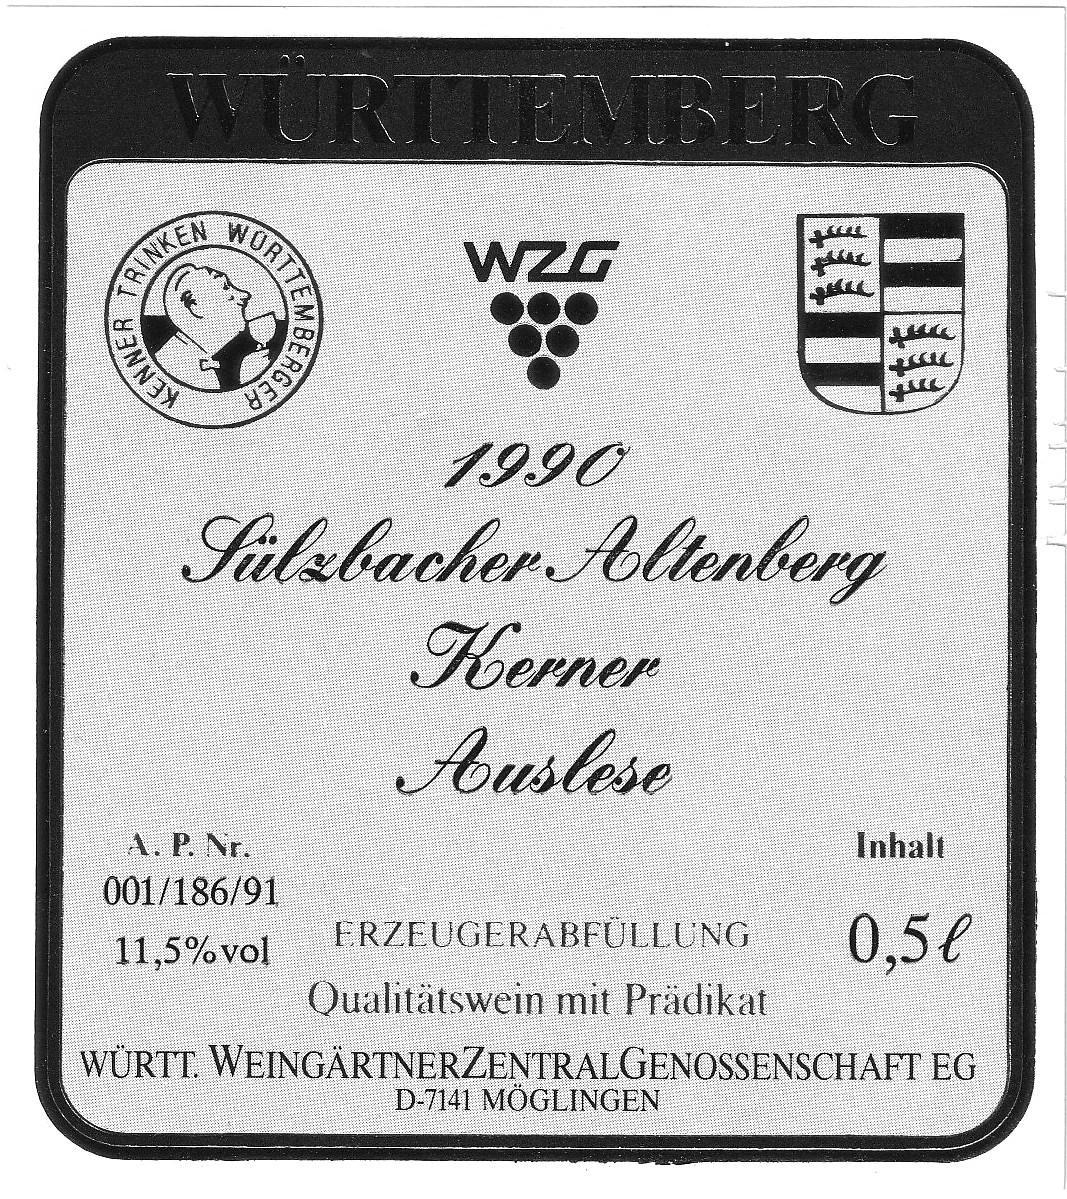 WÜRTTEMBERG
KENNER TRINKEN WÜRTTEMBERGER
WZG
1990
Sülzbacher Altenberg
Kerner
Auslese
A. P. Nr.
001/186/91
11,5% vol
Inhalt
0,5 ℓ
ERZEUGERABFÜLLUNG
Qualitätswein mit Prädikat
WÜRTT. WEINGÄRTNERZENTRALGENOSSENSCHAFT EG
D-7141 MÖGLINGEN